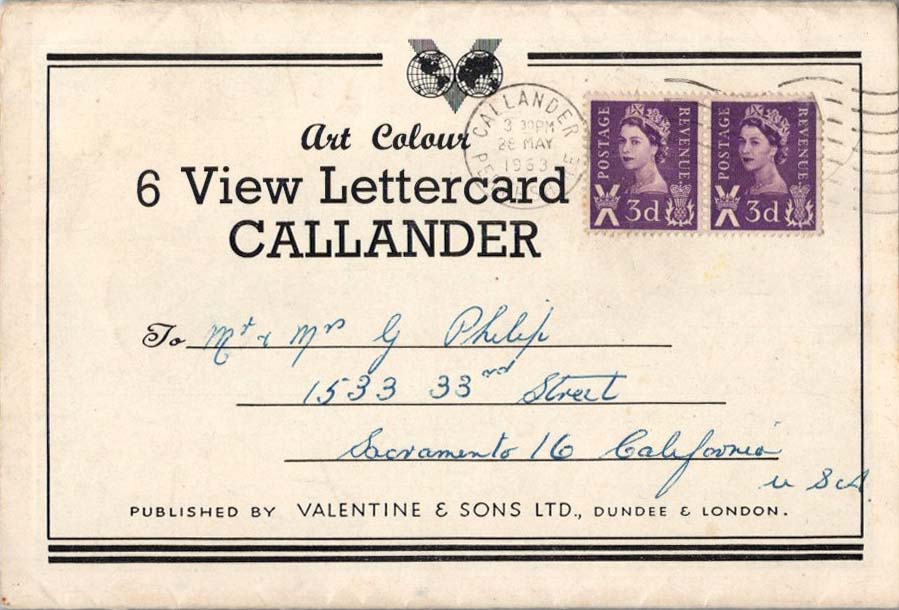 Art Colour
6 View Lettercard
CALLANDER
CALLANDER
3 30PM
28 MAY
1963
POSTAGE REVENUE
3d
POSTAGE REVENUE
3d
To Mr & Mrs G Philip
1533 33rd Street
Sacramento 16 California
U S A.
PUBLISHED BY VALENTINE & SONS LTD., DUNDEE & LONDON.